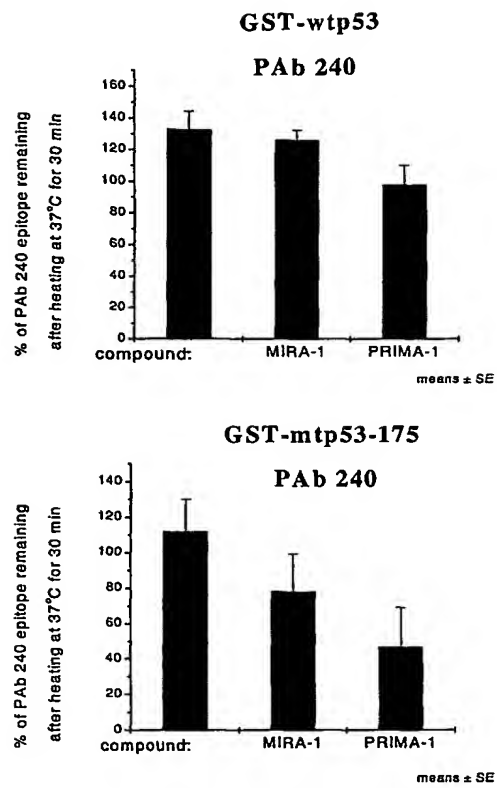 GST-wtp53
PAb 240
% of PAb 240 epitope remaining
after heating at 37°C for 30 min
160
140
120
100
80
60
40
20
0
compound:
MIRA-1
PRIMA-1
means ± SE
GST-mtp53-175
PAb 240
% of PAb 240 epitope remaining
after heating at 37°C for 30 min
140
120
100
80
60
40
20
0
compound:
MIRA-1
PRIMA-1
means ± SE